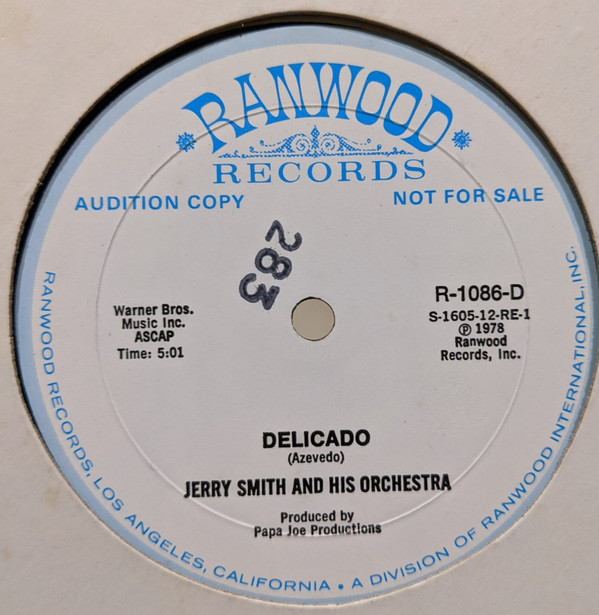 RANWOOD
RECORDS
AUDITION COPY
NOT FOR SALE
283
Warner Bros.
Music Inc.
ASCAP
Time: 5:01
R-1086-D
S-1605-12-RE-1
Ⓟ 1978
Ranwood
Records, Inc.
DELICADO
(Azevedo)
JERRY SMITH AND HIS ORCHESTRA
Produced by
Papa Joe Productions
RANWOOD RECORDS, LOS ANGELES, CALIFORNIA • A DIVISION OF RANWOOD INTERNATIONAL, INC.